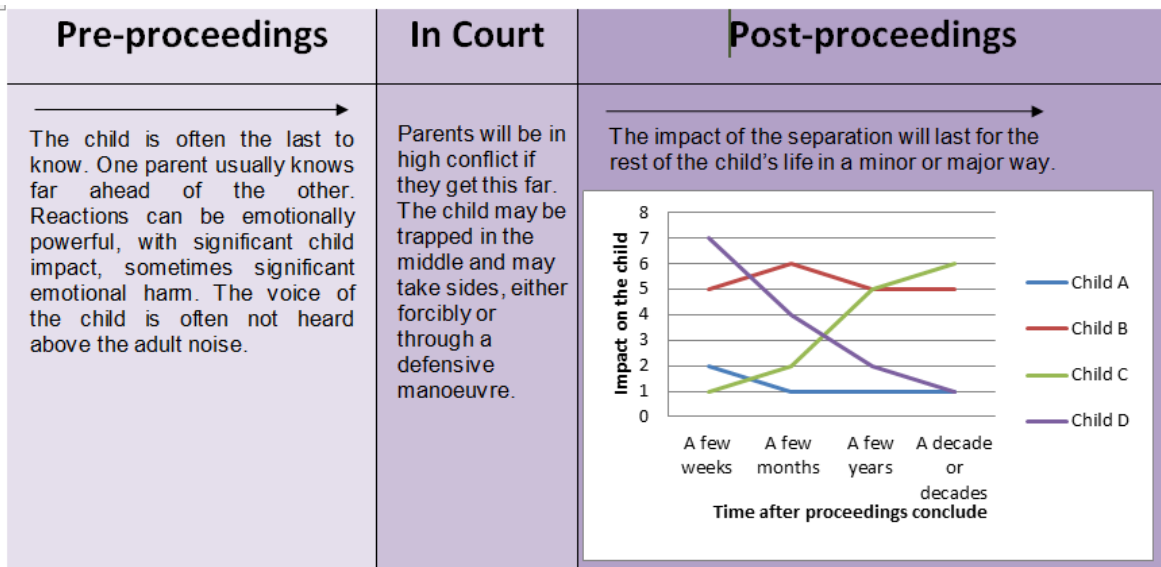 Pre-proceedings
In Court
Post-proceedings
The child is often the last to
know. One parent usually knows
far ahead of the other.
Reactions can be emotionally
powerful, with significant child
impact, sometimes significant
emotional harm. The voice of
the child is often not heard
above the adult noise.
Parents will be in
high conflict if
they get this far.
The child may be
trapped in the
middle and may
take sides, either
forcibly or
through a
defensive
manoeuvre.
The impact of the separation will last for the
rest of the child's life in a minor or major way.
Impact on the child
8
7
6
5
4
3
2
1
0
A few
weeks
A few
months
A few
years
A decade
or
decades
Time after proceedings conclude
Child A
Child B
Child C
Child D